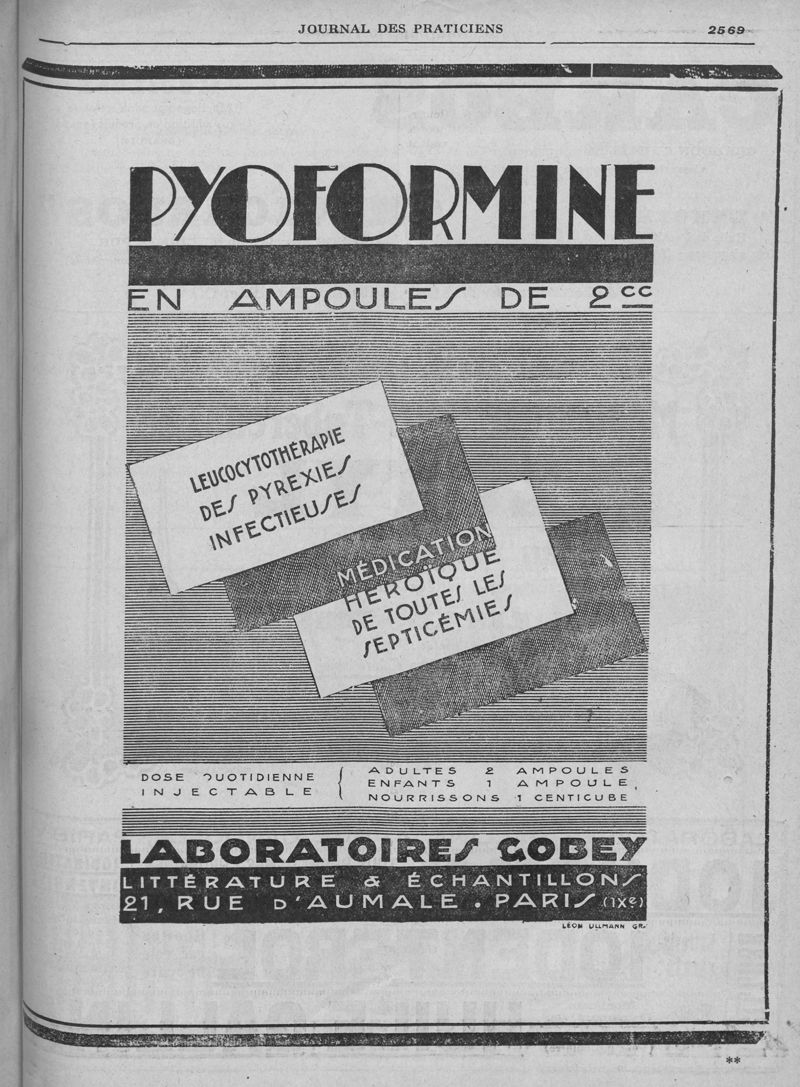 JOURNAL DES PRATICIENS 2569
PYOFORMINE
EN AMPOULES DE 2cc
LEUCOCYTOTHÉRAPIE
DES PYREXIES
INFECTIEUSES
MÉDICATION
HÉROÏQUE
DE TOUTES LES
SEPTICÉMIES
DOSE QUOTIDIENNE
INJECTABLE
ADULTES 2 AMPOULES
ENFANTS 1 AMPOULE
NOURRISSONS 1 CENTICUBE
LABORATOIRES GOBEY
LITTÉRATURE & ÉCHANTILLONS
21, RUE D'AUMALE . PARIS (IXe)
LÉON ULLMANN GR.
**